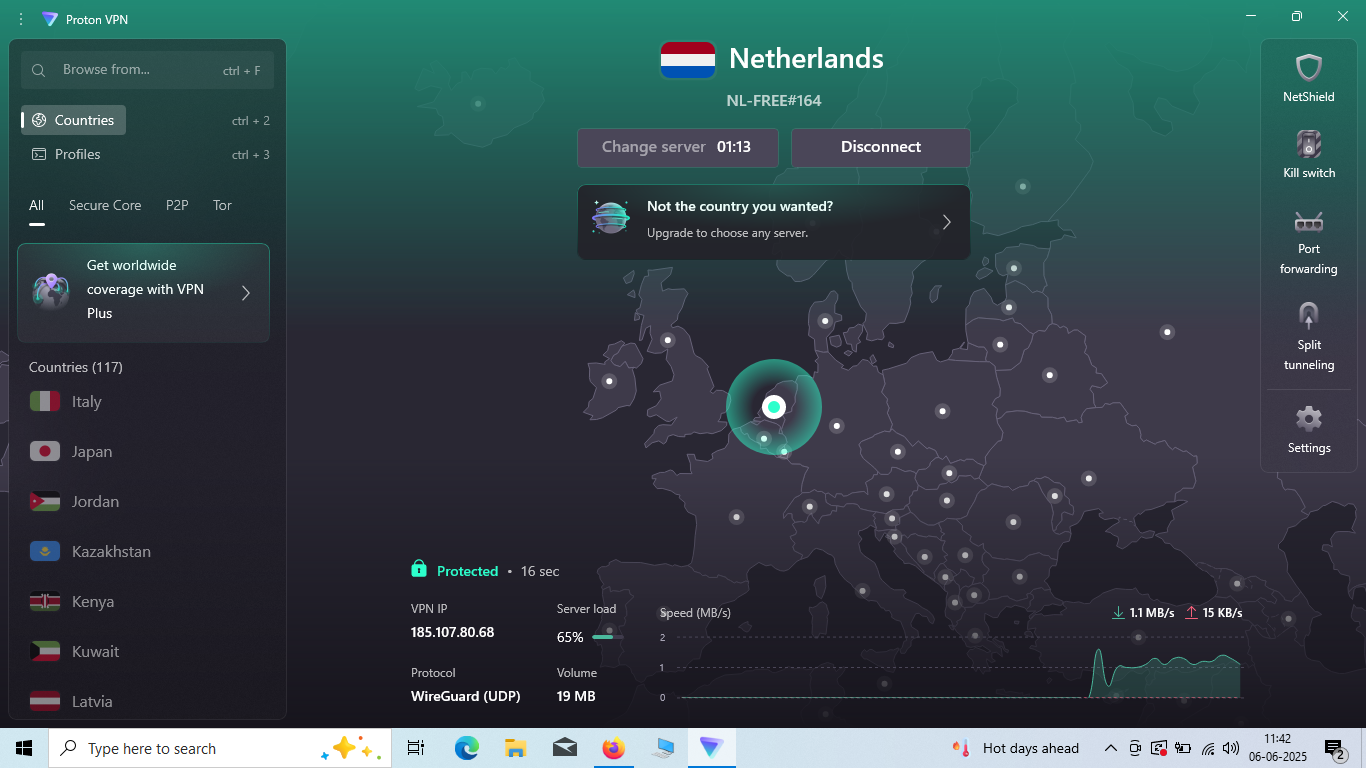 Proton VPN
Browse from...
ctrl + F
Countries
ctrl + 2
Profiles
ctrl + 3
All
Secure Core
P2P
Tor
Get worldwide
coverage with VPN
Plus
Countries (117)
Italy
Japan
Jordan
Kazakhstan
Kenya
Kuwait
Latvia
Netherlands
NL-FREE#164
Change server 01:13
Disconnect
Not the country you wanted?
Upgrade to choose any server.
Protected • 16 sec
VPN IP
185.107.80.68
Server load
65%
Protocol
WireGuard (UDP)
Volume
19 MB
Speed (MB/s)
1.1 MB/s
15 KB/s
2
1
0
NetShield
Kill switch
Port
forwarding
Split
tunneling
Settings
Type here to search
Hot days ahead
11:42
06-06-2025
2